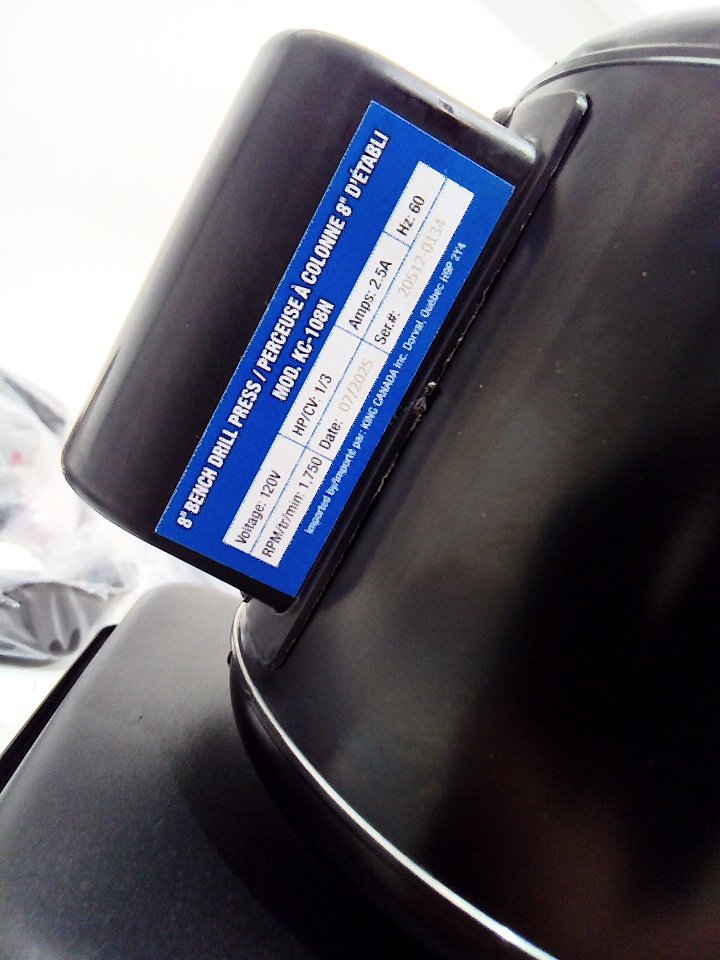 8" BENCH DRILL PRESS / PERCEUSE À COLONNE 8" D'ÉTABLI
MOD. KC-108N
Voltage: 120V HP/CV: 1/3 Amps: 2.5A Hz: 60
RPM/tr/min: 1,750 Date: 07/2025 Ser.#: 20512-0134
Imported by/Importé par: KING CANADA inc. Dorval, Québec H9P 2Y4